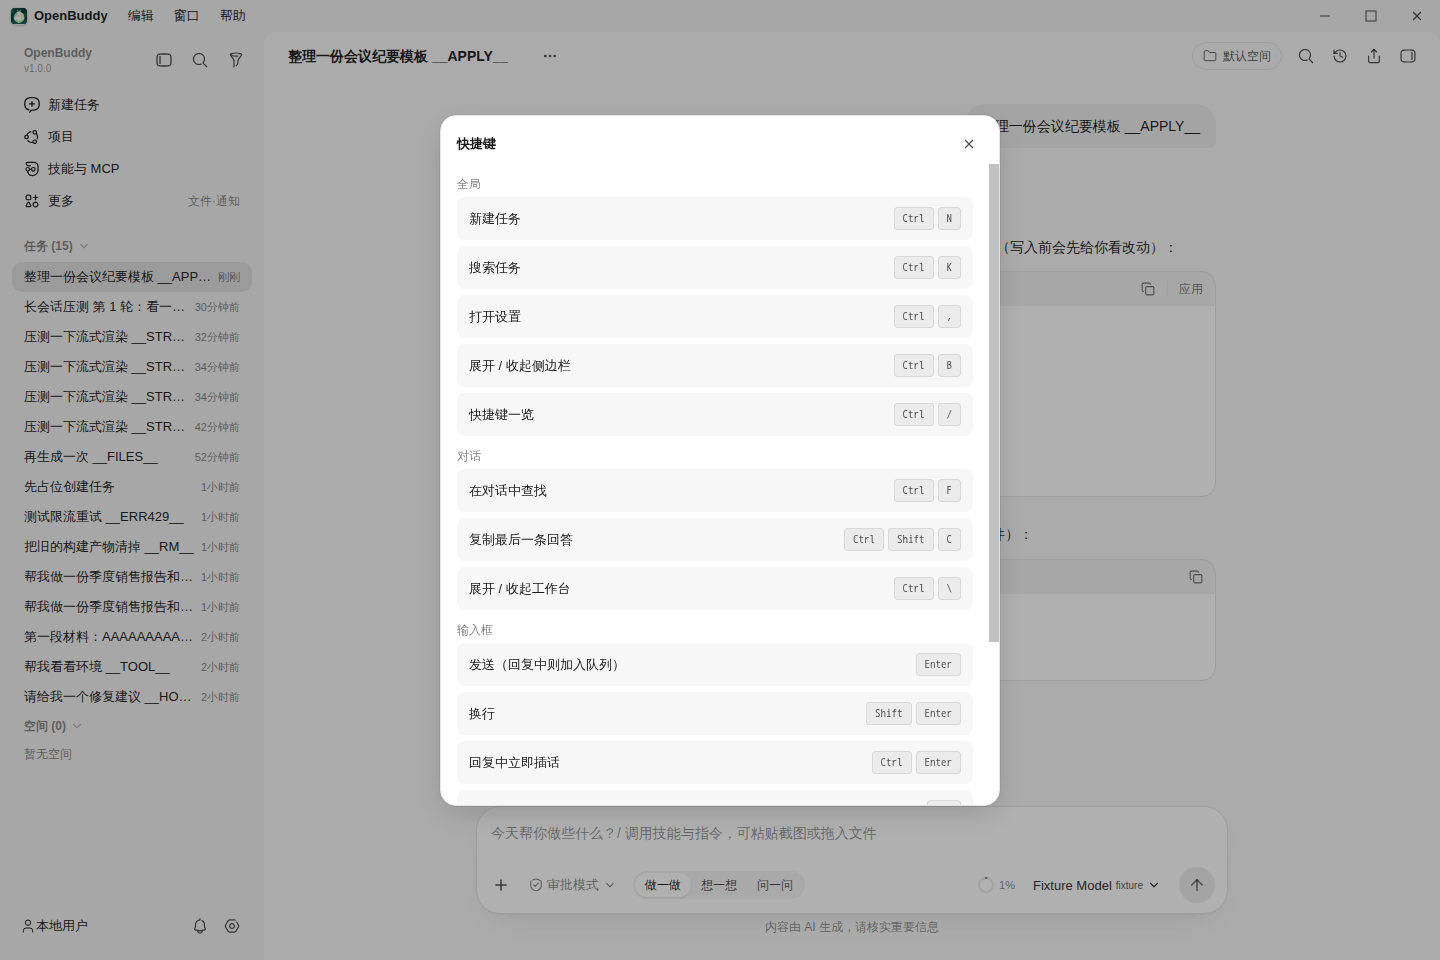 OpenBuddy 编辑 窗口 帮助
OpenBuddy
v1.0.0
新建任务
项目
技能与 MCP
更多 文件·通知
任务 (15)
整理一份会议纪要模板 __APP… 刚刚
长会话压测 第 1 轮：看一… 30分钟前
压测一下流式渲染 __STR… 32分钟前
压测一下流式渲染 __STR… 34分钟前
压测一下流式渲染 __STR… 34分钟前
压测一下流式渲染 __STR… 42分钟前
再生成一次 __FILES__ 52分钟前
先占位创建任务 1小时前
测试限流重试 __ERR429__ 1小时前
把旧的构建产物清掉 __RM__ 1小时前
帮我做一份季度销售报告和… 1小时前
帮我做一份季度销售报告和… 1小时前
第一段材料：AAAAAAAAA… 2小时前
帮我看看环境 __TOOL__ 2小时前
请给我一个修复建议 __HO… 2小时前
空间 (0)
暂无空间
本地用户
整理一份会议纪要模板 __APPLY__ 默认空间
理一份会议纪要模板 __APPLY__
（写入前会先给你看改动）：
应用
件）：
快捷键
全局
新建任务 Ctrl N
搜索任务 Ctrl K
打开设置 Ctrl ,
展开 / 收起侧边栏 Ctrl B
快捷键一览 Ctrl /
对话
在对话中查找 Ctrl F
复制最后一条回答 Ctrl Shift C
展开 / 收起工作台 Ctrl \
输入框
发送（回复中则加入队列） Enter
换行 Shift Enter
回复中立即插话 Ctrl Enter
今天帮你做些什么？/ 调用技能与指令，可粘贴截图或拖入文件
审批模式 做一做 想一想 问一问 1% Fixture Model fixture
内容由 AI 生成，请核实重要信息